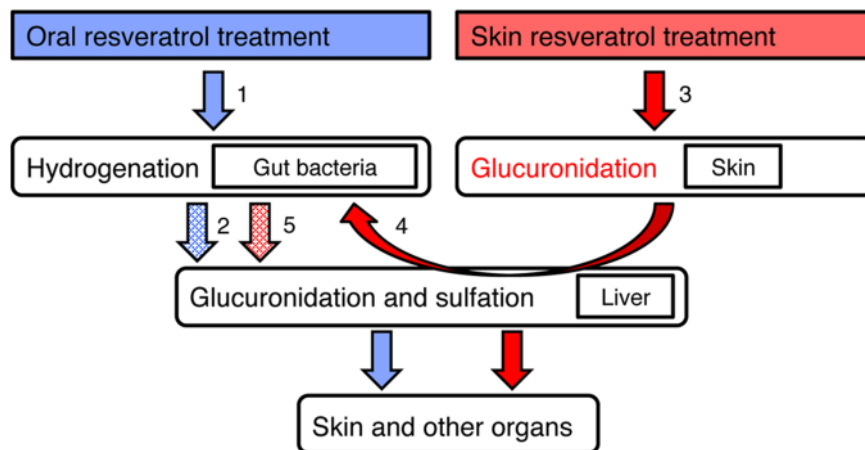 Oral resveratrol treatment
Skin resveratrol treatment
1
3
Hydrogenation
Gut bacteria
Glucuronidation
Skin
2
5
4
Glucuronidation and sulfation
Liver
Skin and other organs